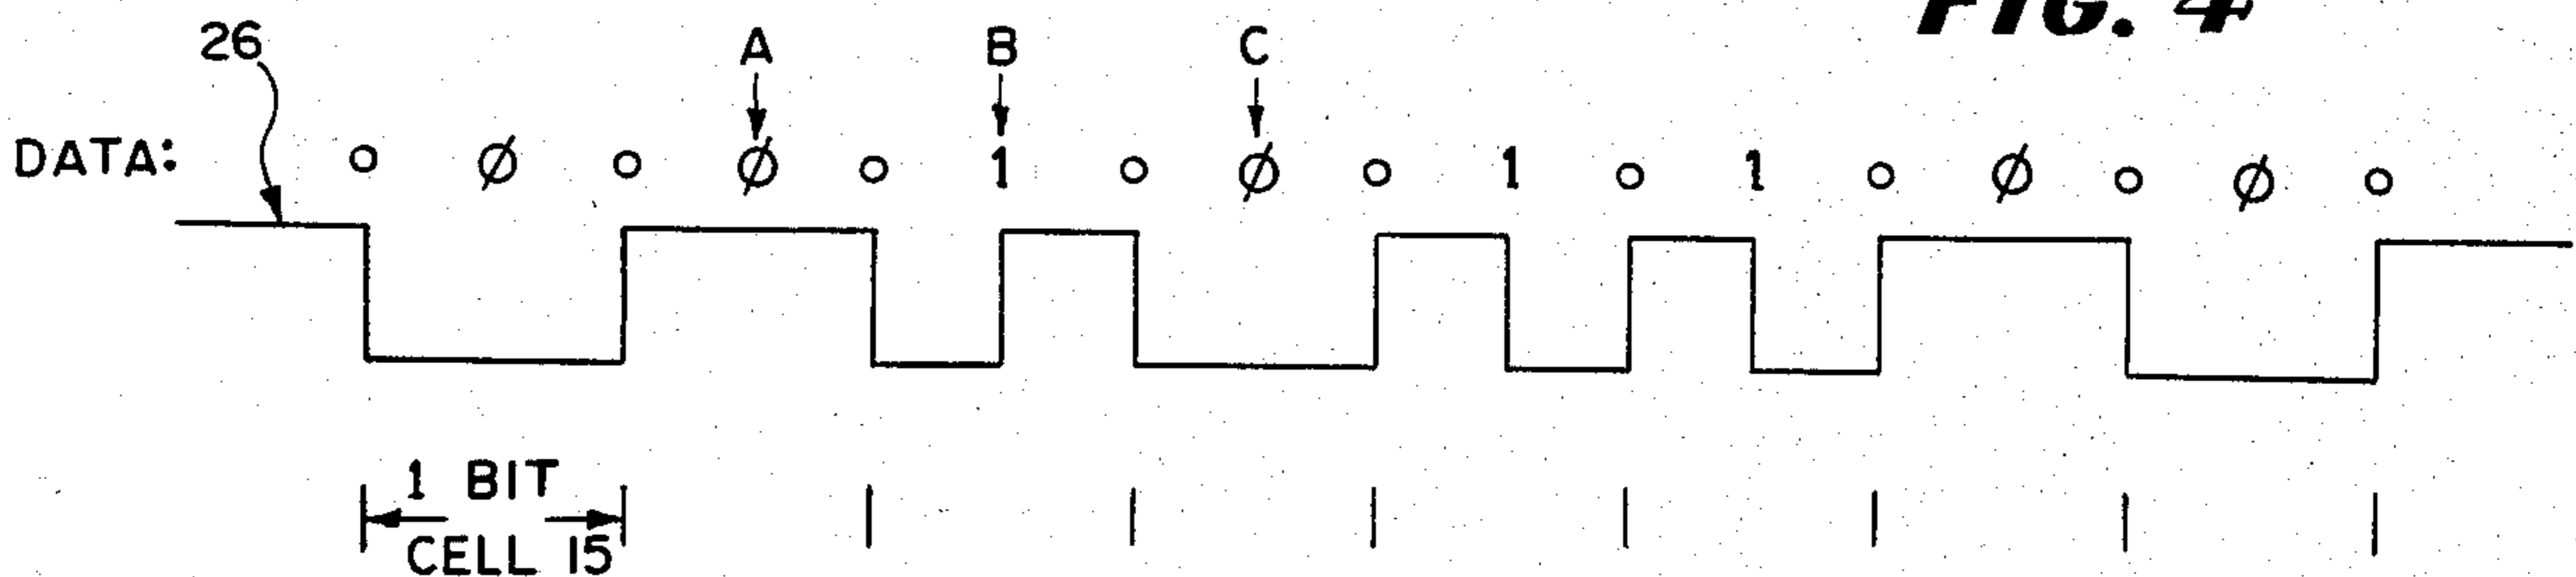 FIG. 4
26 A B C
DATA: o Ø o Ø o 1 o Ø o 1 o 1 o Ø o Ø o
1 BIT
CELL 15